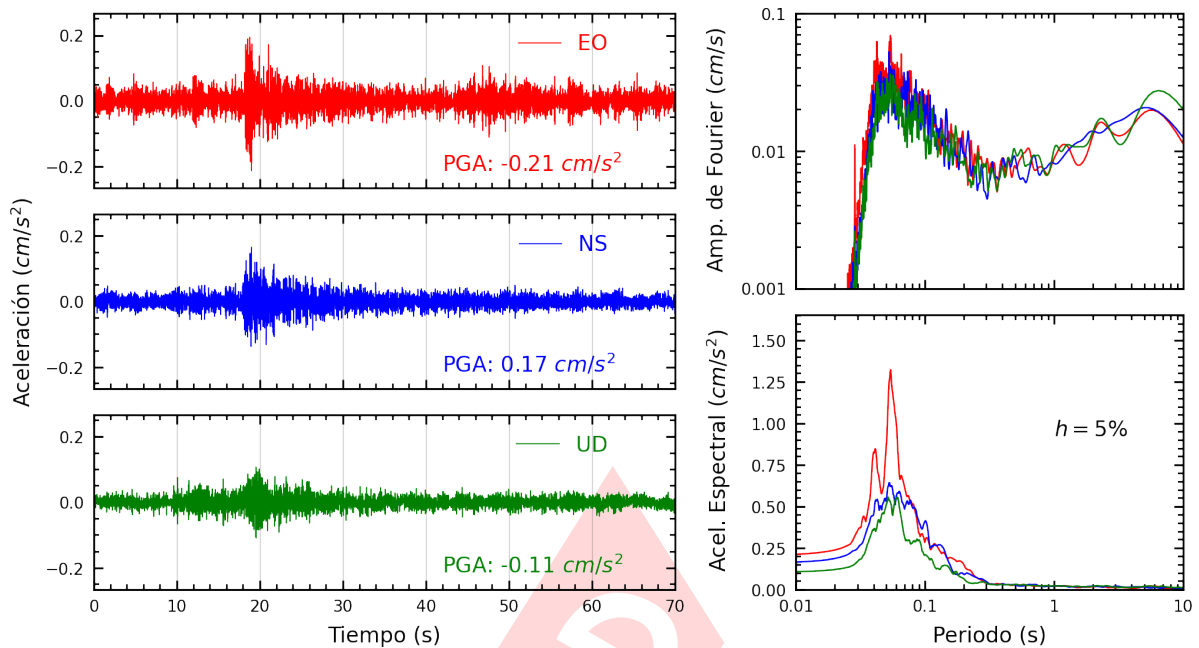 Aceleración (cm/s²)
0.2
0.0
−0.2
EO
PGA: -0.21 cm/s²
0.2
0.0
−0.2
NS
PGA: 0.17 cm/s²
0.2
0.0
−0.2
UD
PGA: -0.11 cm/s²
0 10 20 30 40 50 60 70
Tiempo (s)
Amp. de Fourier (cm/s)
0.1
0.01
0.001
Acel. Espectral (cm/s²)
1.50
1.25
1.00
0.75
0.50
0.25
0.00
h = 5%
0.01 0.1 1 10
Periodo (s)